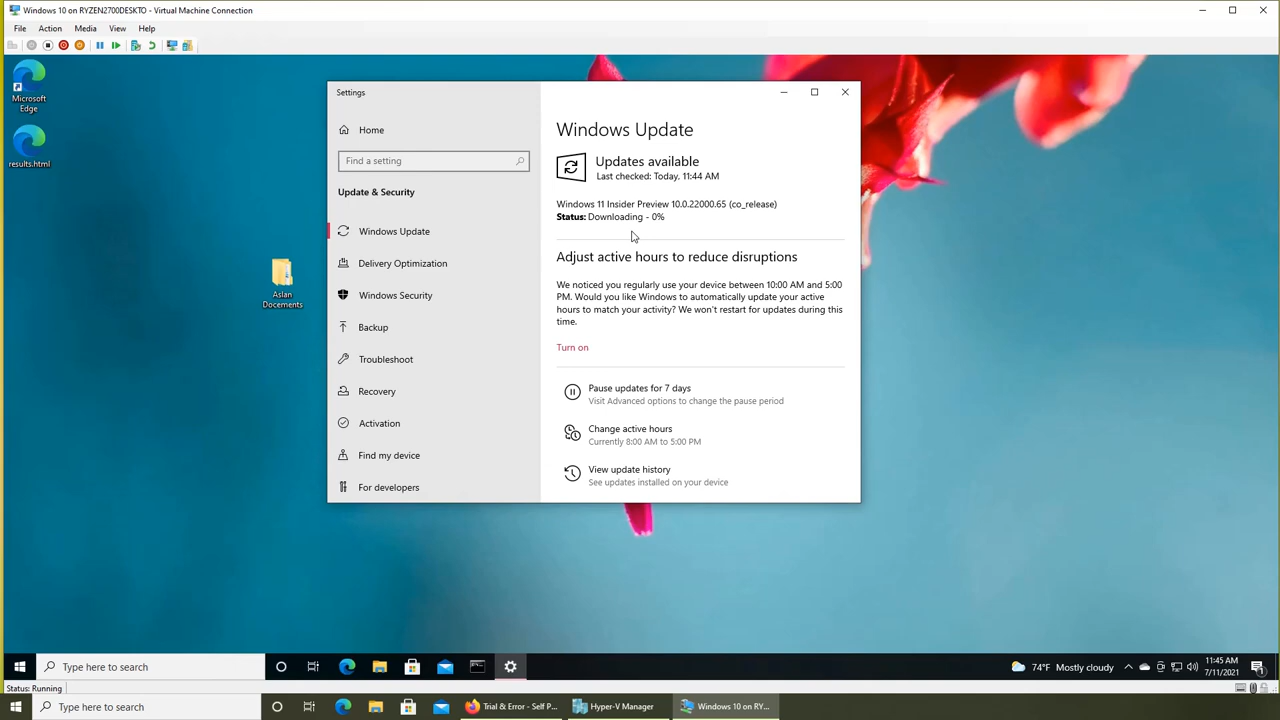 Windows 10 on RYZEN2700DESKTO - Virtual Machine Connection
File Action Media View Help
Microsoft
Edge
results.html
Aslan
Docements
Settings
Home
Find a setting
Update & Security
Windows Update
Delivery Optimization
Windows Security
Backup
Troubleshoot
Recovery
Activation
Find my device
For developers
Windows Update
Updates available
Last checked: Today, 11:44 AM
Windows 11 Insider Preview 10.0.22000.65 (co_release)
Status: Downloading - 0%
Adjust active hours to reduce disruptions
We noticed you regularly use your device between 10:00 AM and 5:00
PM. Would you like Windows to automatically update your active
hours to match your activity? We won't restart for updates during this
time.
Turn on
Pause updates for 7 days
Visit Advanced options to change the pause period
Change active hours
Currently 8:00 AM to 5:00 PM
View update history
See updates installed on your device
Type here to search
74°F Mostly cloudy
11:45 AM
7/11/2021
1
Status: Running
Type here to search
Trial & Error - Self P...
Hyper-V Manager
Windows 10 on RY...